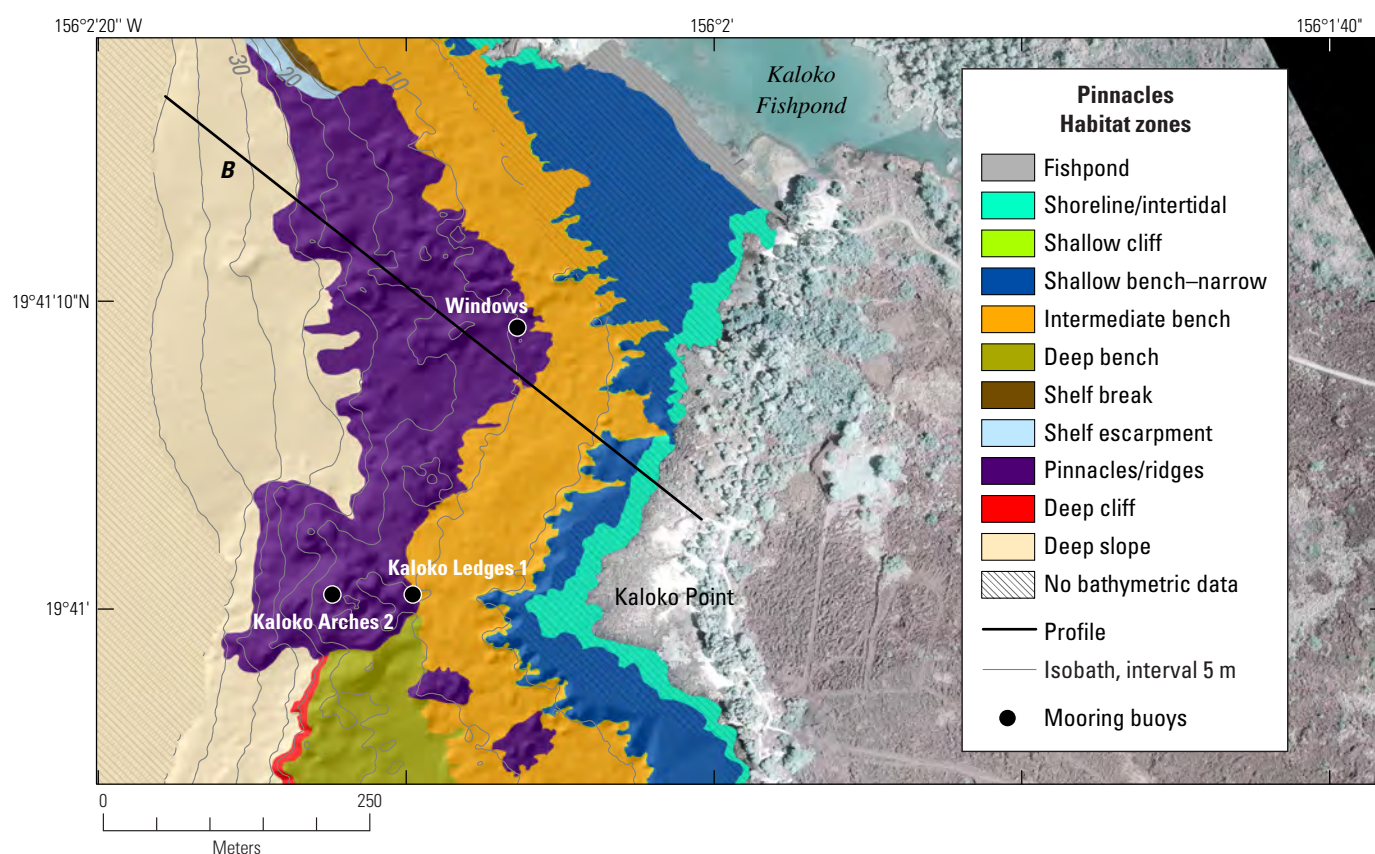 156°2'20" W
156°2'
156°1'40"
19°41'10"N
19°41'
30
20
10
B
Kaloko
Fishpond
Windows
Kaloko Ledges 1
Kaloko Arches 2
Kaloko Point
Pinnacles
Habitat zones
Fishpond
Shoreline/intertidal
Shallow cliff
Shallow bench–narrow
Intermediate bench
Deep bench
Shelf break
Shelf escarpment
Pinnacles/ridges
Deep cliff
Deep slope
No bathymetric data
Profile
Isobath, interval 5 m
Mooring buoys
0
250
Meters